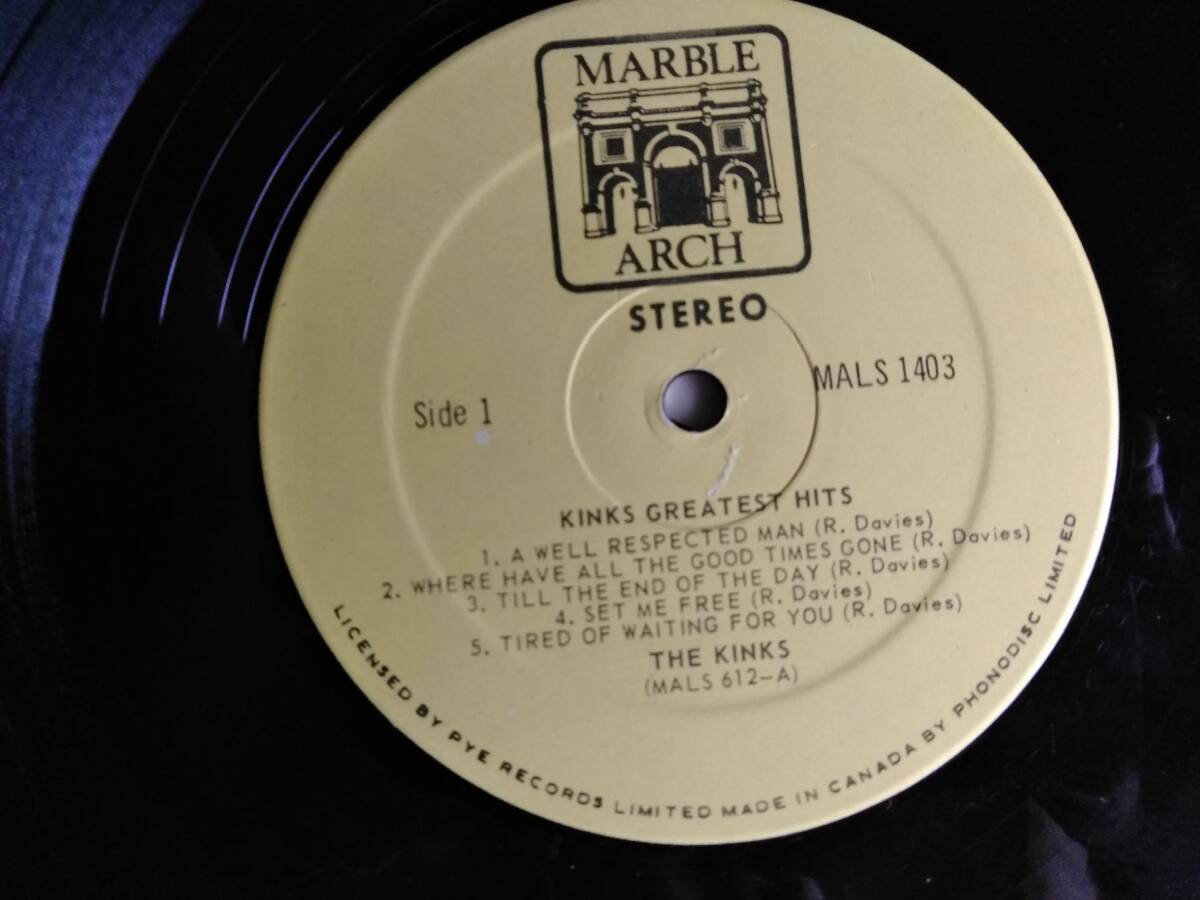 MARBLE
ARCH
STEREO
Side 1
MALS 1403
KINKS GREATEST HITS
1. A WELL RESPECTED MAN (R. Davies)
2. WHERE HAVE ALL THE GOOD TIMES GONE (R. Davies)
3. TILL THE END OF THE DAY (R. Davies)
4. SET ME FREE (R. Davies)
5. TIRED OF WAITING FOR YOU (R. Davies)
THE KINKS
(MALS 612-A)
LICENSED BY PYE RECORDS LIMITED MADE IN CANADA BY PHONODISC LIMITED